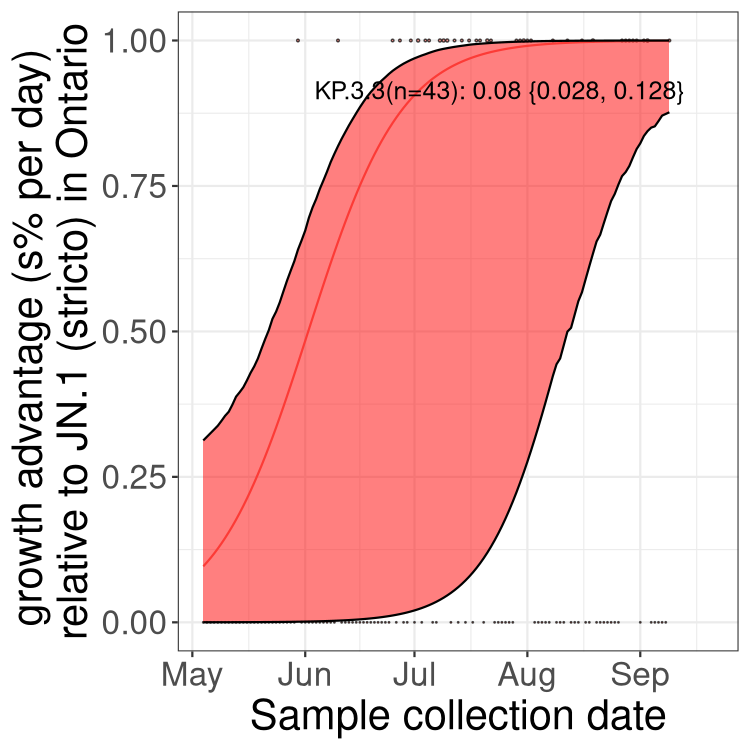 growth advantage (s% per day)
relative to JN.1 (stricto) in Ontario
1.00
0.75
0.50
0.25
0.00
KP.3.3(n=43): 0.08 {0.028, 0.128}
May Jun Jul Aug Sep
Sample collection date